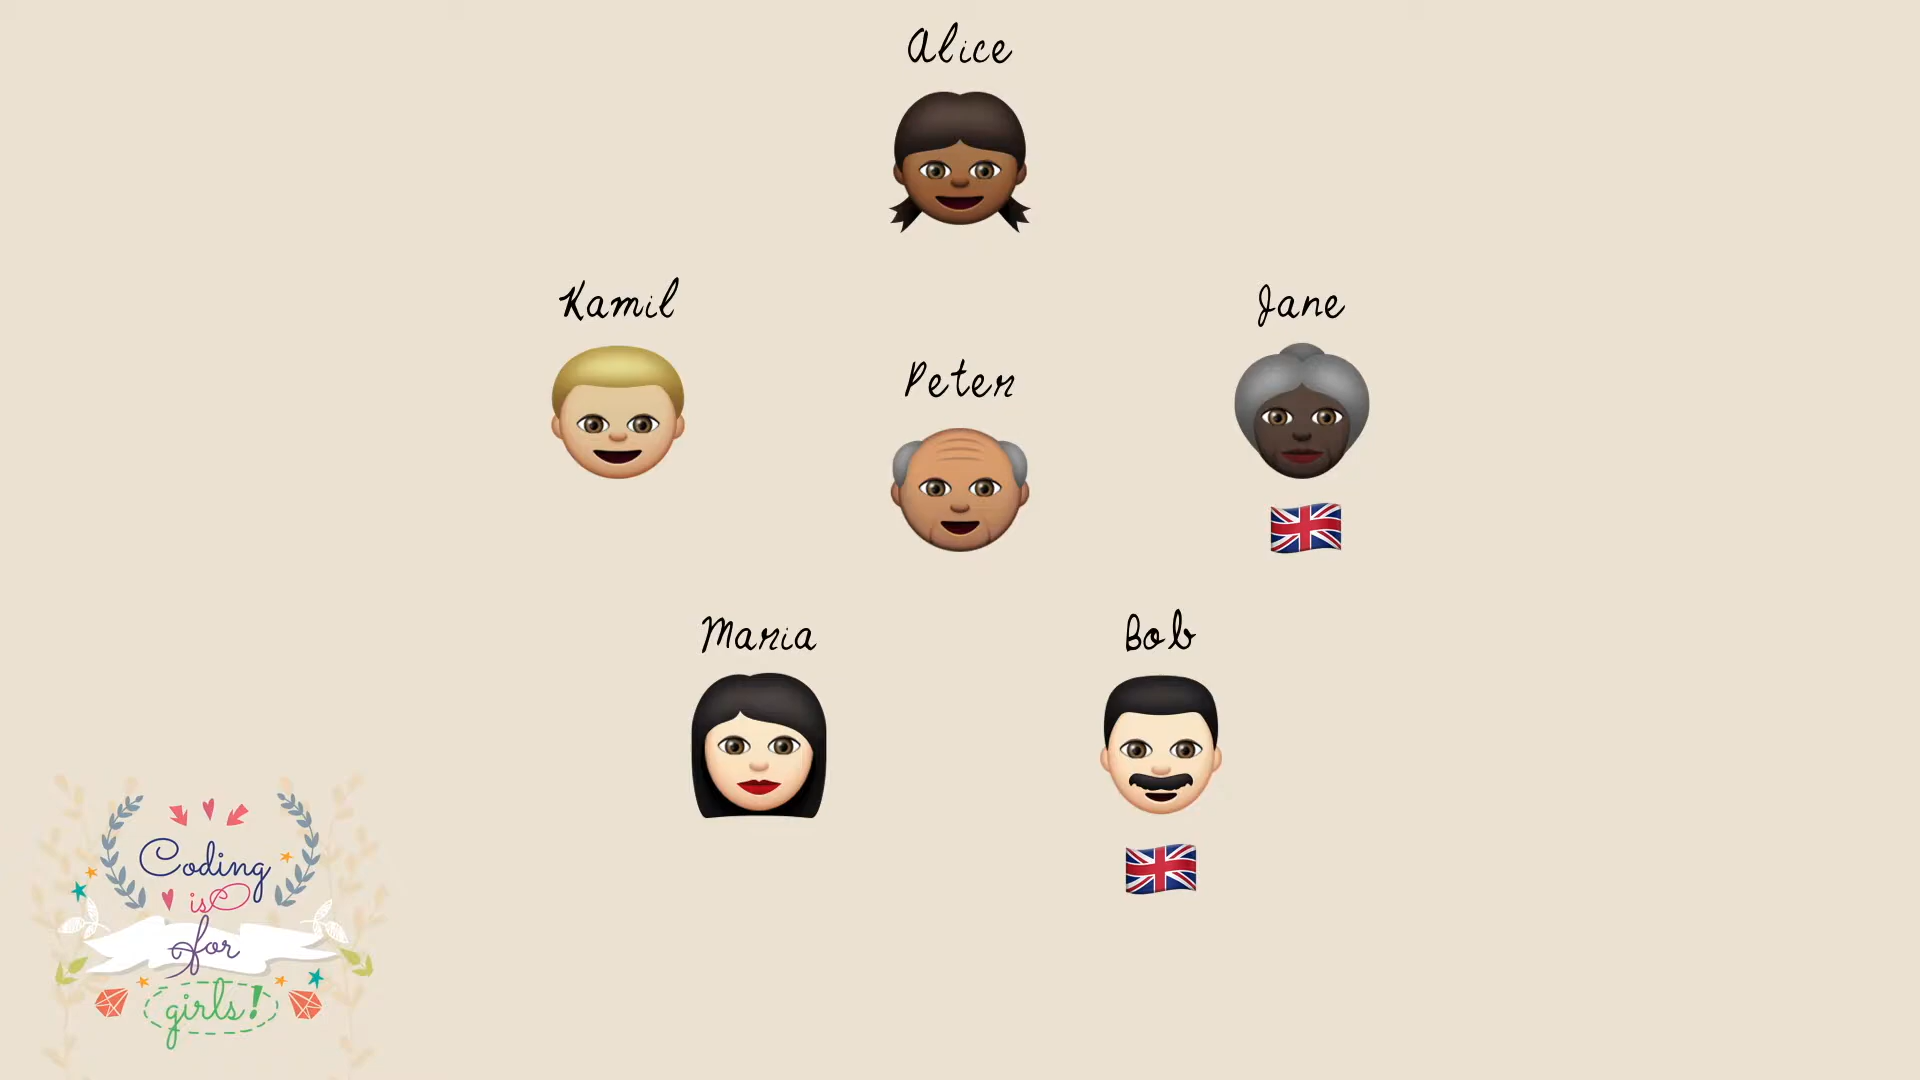 Alice
Kamil
Jane
Peter
Maria
Bob
Coding
is
for
girls!